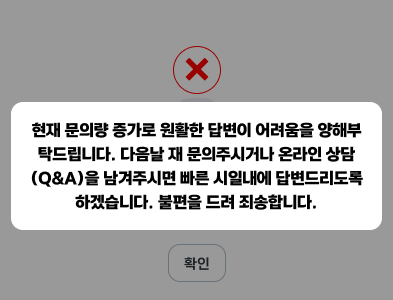 현재 문의량 증가로 원활한 답변이 어려움을 양해부
탁드립니다. 다음날 재 문의주시거나 온라인 상담
(Q&A)을 남겨주시면 빠른 시일내에 답변드리도록
하겠습니다. 불편을 드려 죄송합니다.
확인